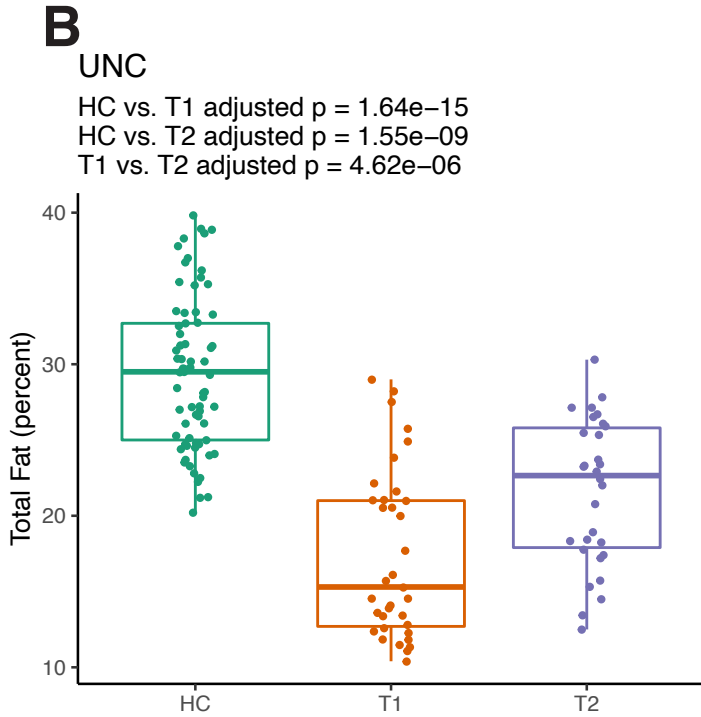 B
UNC
HC vs. T1 adjusted p = 1.64e−15
HC vs. T2 adjusted p = 1.55e−09
T1 vs. T2 adjusted p = 4.62e−06
Total Fat (percent)
40
30
20
10
HC T1 T2